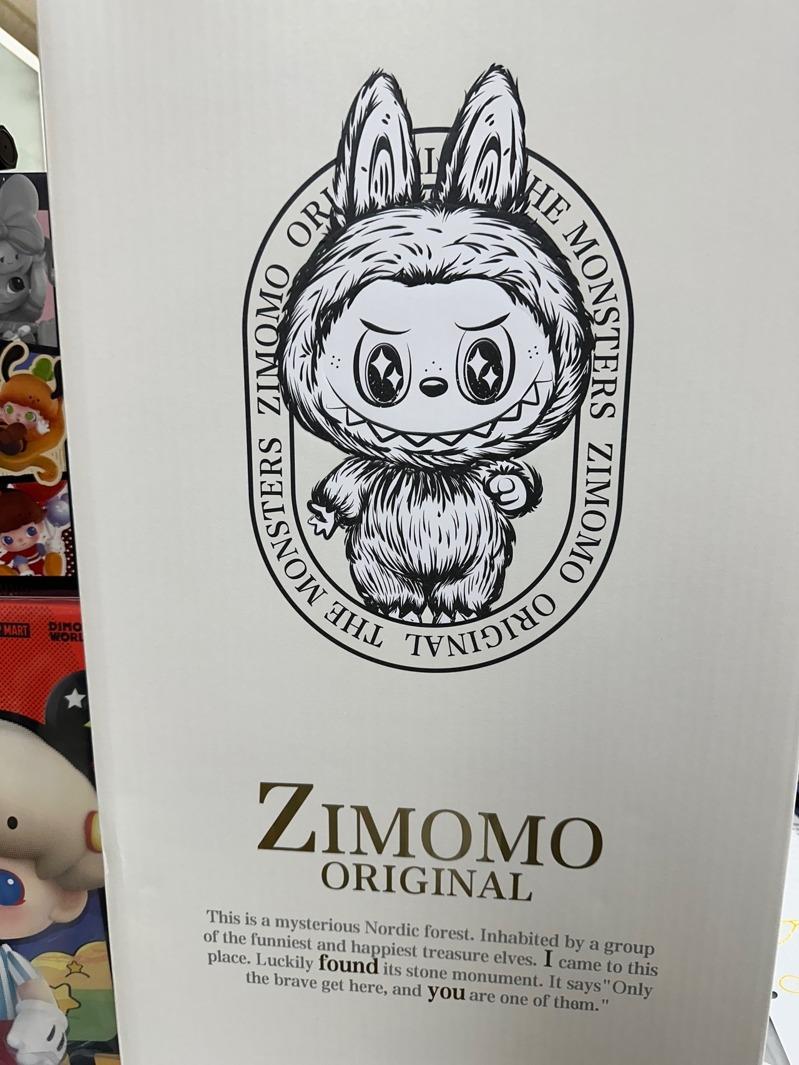 ZIMOMO ORI
THE MONSTERS ZIMOMO ORIGINAL THE MONSTERS
MART
DIMO
WORL
ZIMOMO
ORIGINAL
This is a mysterious Nordic forest. Inhabited by a group
of the funniest and happiest treasure elves. I came to this
place. Luckily found its stone monument. It says"Only
the brave get here, and you are one of them."